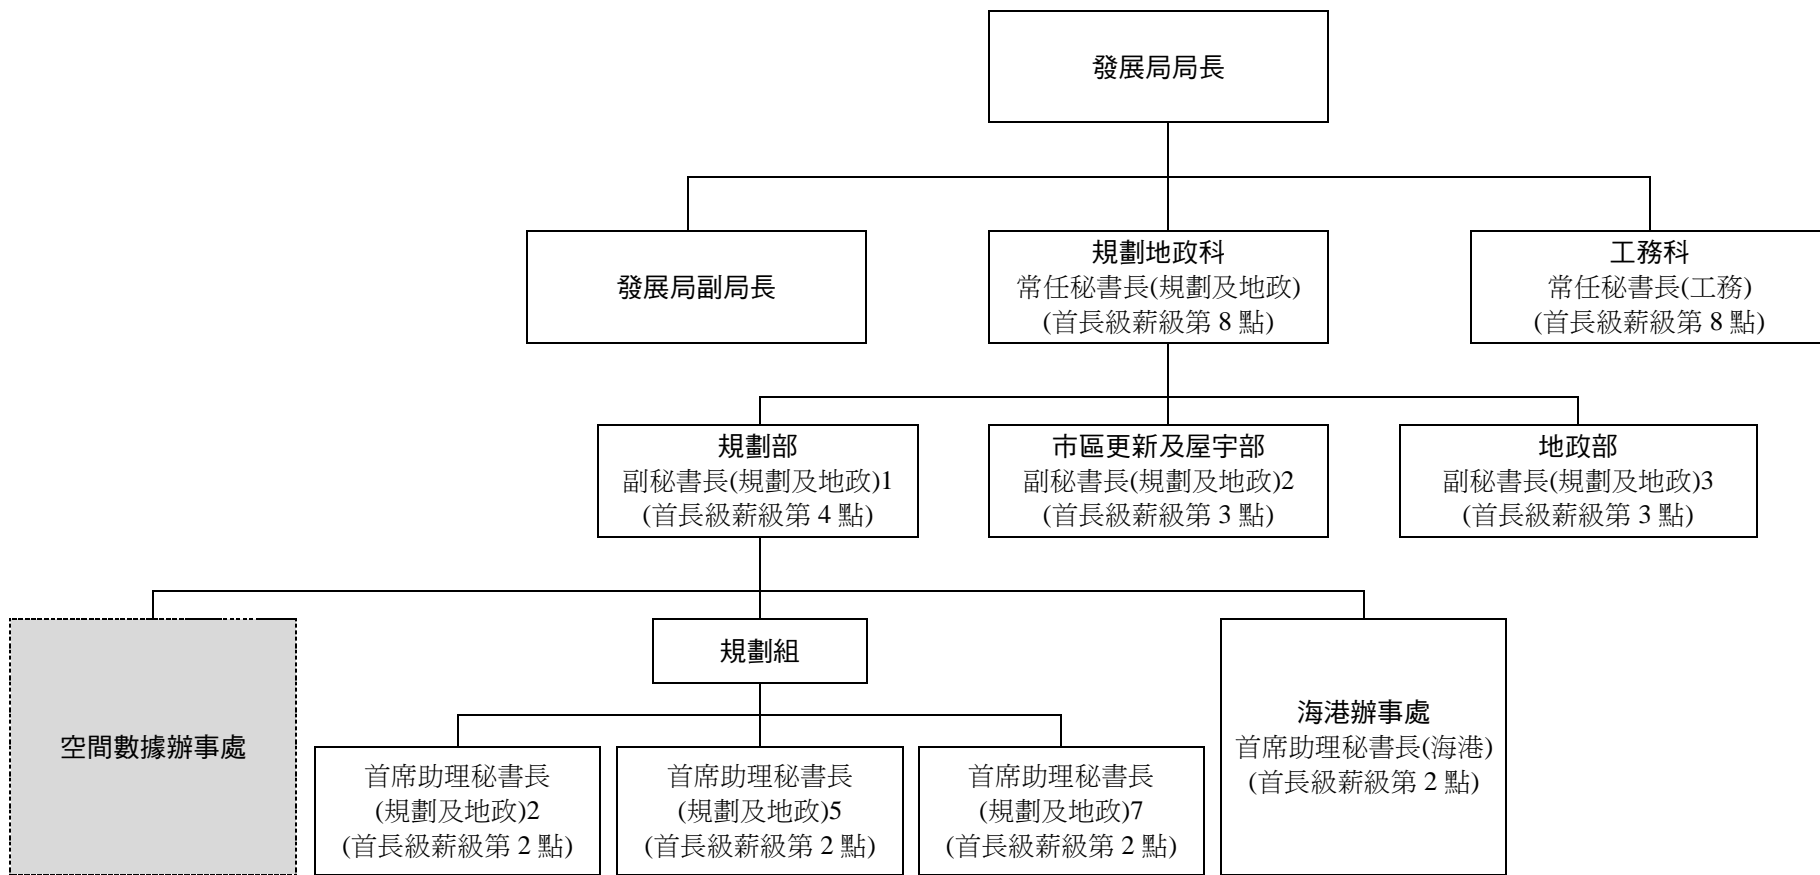 發展局局長
發展局副局長
規劃地政科
常任秘書長(規劃及地政)
(首長級薪級第 8 點)
工務科
常任秘書長(工務)
(首長級薪級第 8 點)
規劃部
副秘書長(規劃及地政)1
(首長級薪級第 4 點)
市區更新及屋宇部
副秘書長(規劃及地政)2
(首長級薪級第 3 點)
地政部
副秘書長(規劃及地政)3
(首長級薪級第 3 點)
空間數據辦事處
規劃組
首席助理秘書長
(規劃及地政)2
(首長級薪級第 2 點)
首席助理秘書長
(規劃及地政)5
(首長級薪級第 2 點)
首席助理秘書長
(規劃及地政)7
(首長級薪級第 2 點)
海港辦事處
首席助理秘書長(海港)
(首長級薪級第 2 點)